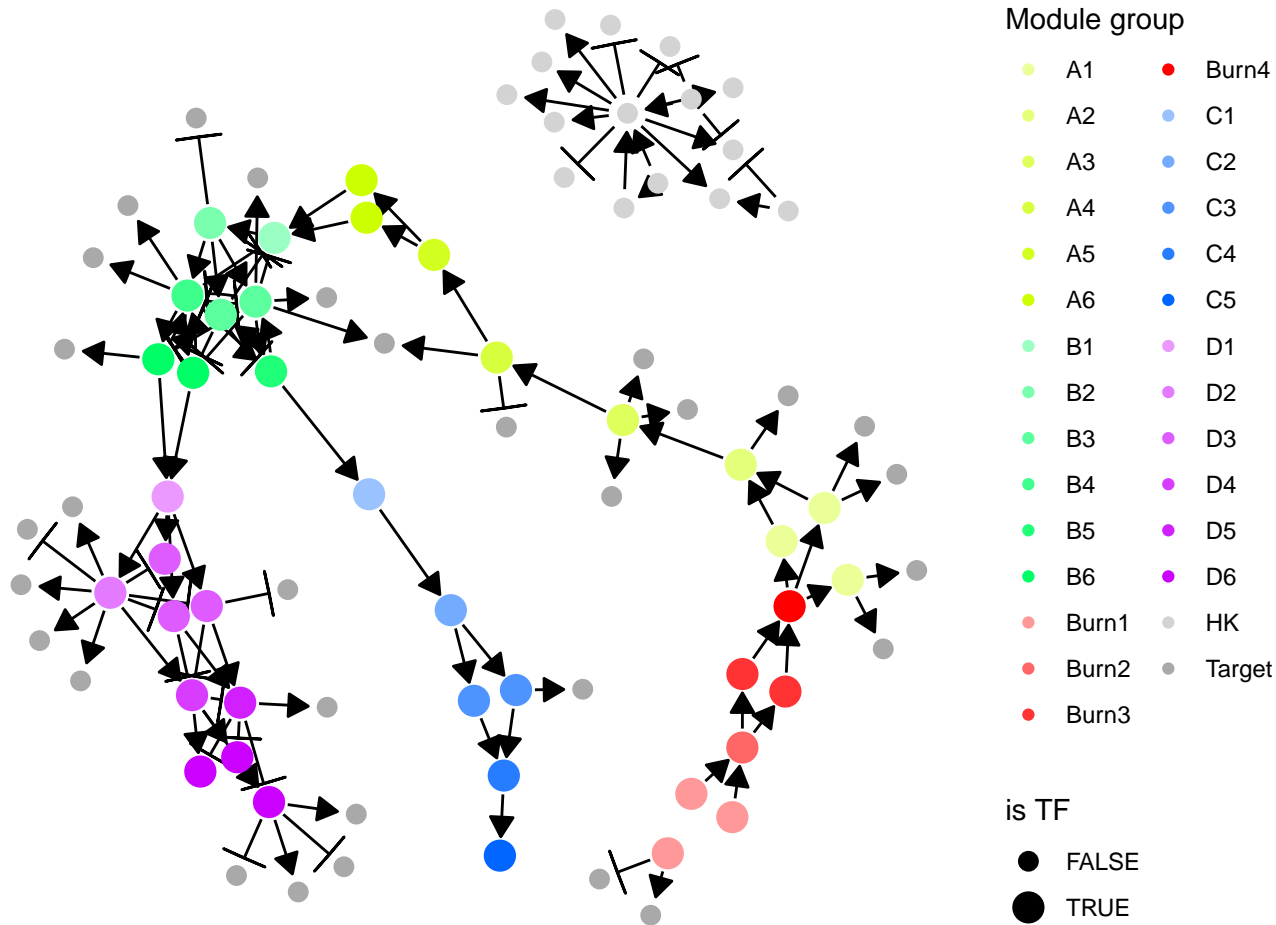 Module group
A1
A2
A3
A4
A5
A6
B1
B2
B3
B4
B5
B6
Burn1
Burn2
Burn3
Burn4
C1
C2
C3
C4
C5
D1
D2
D3
D4
D5
D6
HK
Target
is TF
FALSE
TRUE